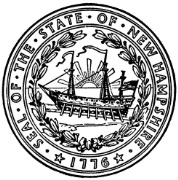 SEAL · OF · THE · STATE · OF · NEW HAMPSHIRE ·
1776